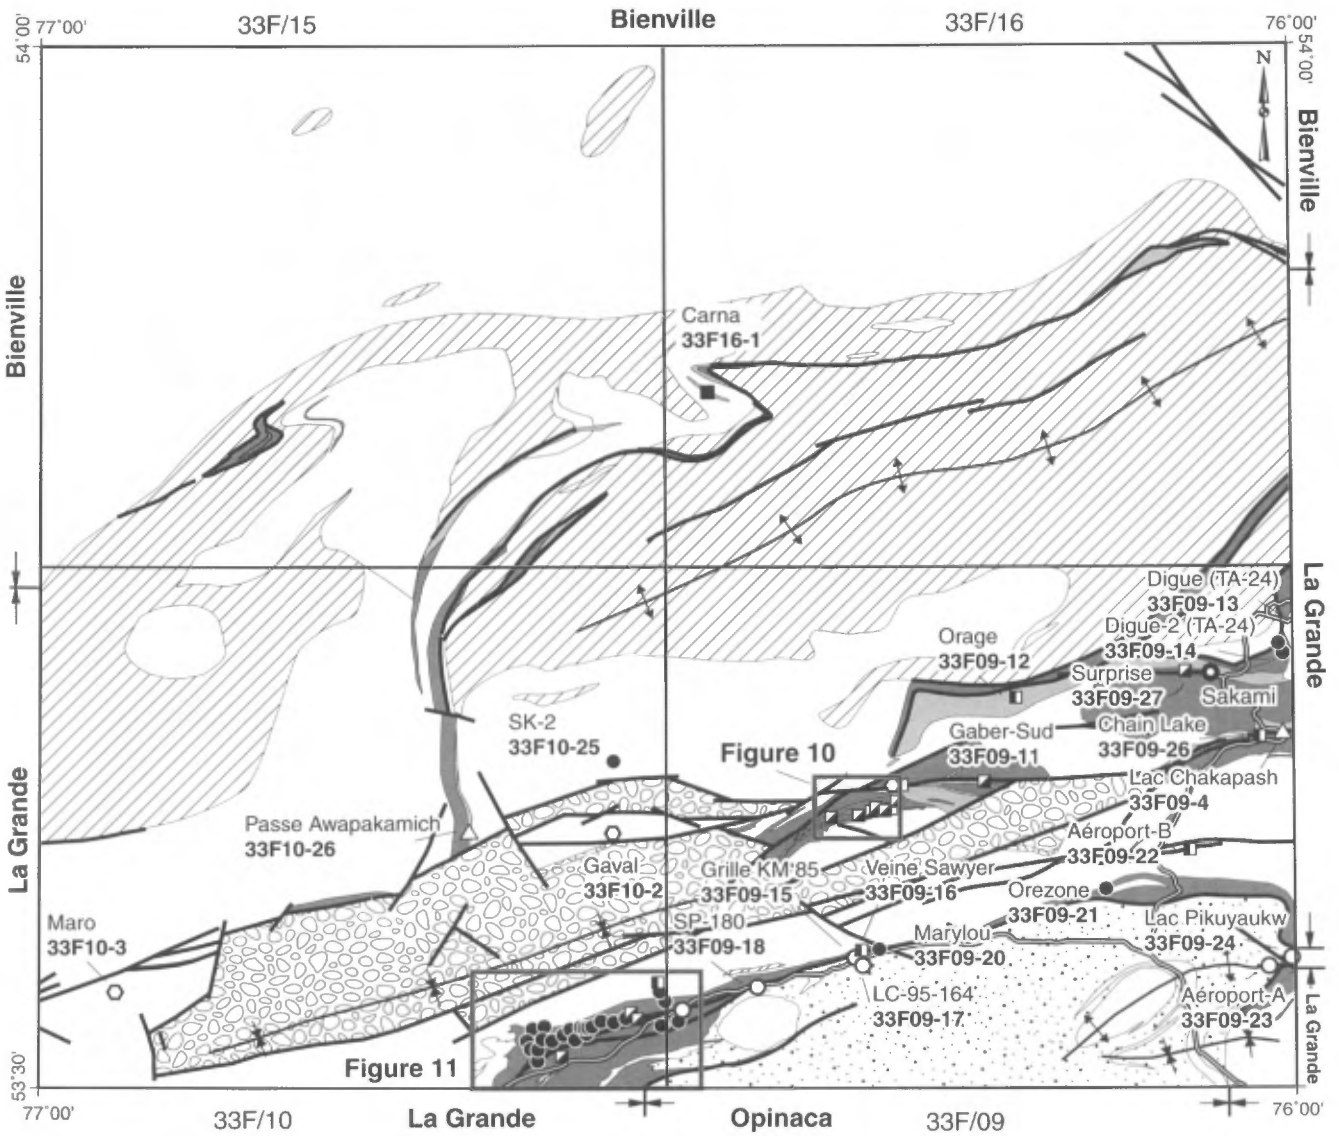 77°00'
33F/15
Bienville
33F/16
76°00'
54°00'
54°00'
N
Bienville
Bienville
Carna
33F16-1
La Grande
Digue (TA-24)
33F09-13
Digue-2 (TA-24)
33F09-14
Orage
33F09-12
Surprise
33F09-27
Sakami
SK-2
33F10-25
Gaber-Sud
33F09-11
Chain Lake
33F09-26
Figure 10
Lac Chakapash
33F09-4
La Grande
Passe Awapakamich
33F10-26
Aéroport-B
33F09-22
Gaval
33F10-2
Grille KM 85
33F09-15
Veine Sawyer
33F09-16
Orezone
33F09-21
Maro
33F10-3
SP-180
33F09-18
Marylou
33F09-20
Lac Pikuyaukw
33F09-24
LC-95-164
33F09-17
Aéroport-A
33F09-23
La Grande
Figure 11
53°30'
77°00'
33F/10
La Grande
Opinaca
33F/09
76°00'